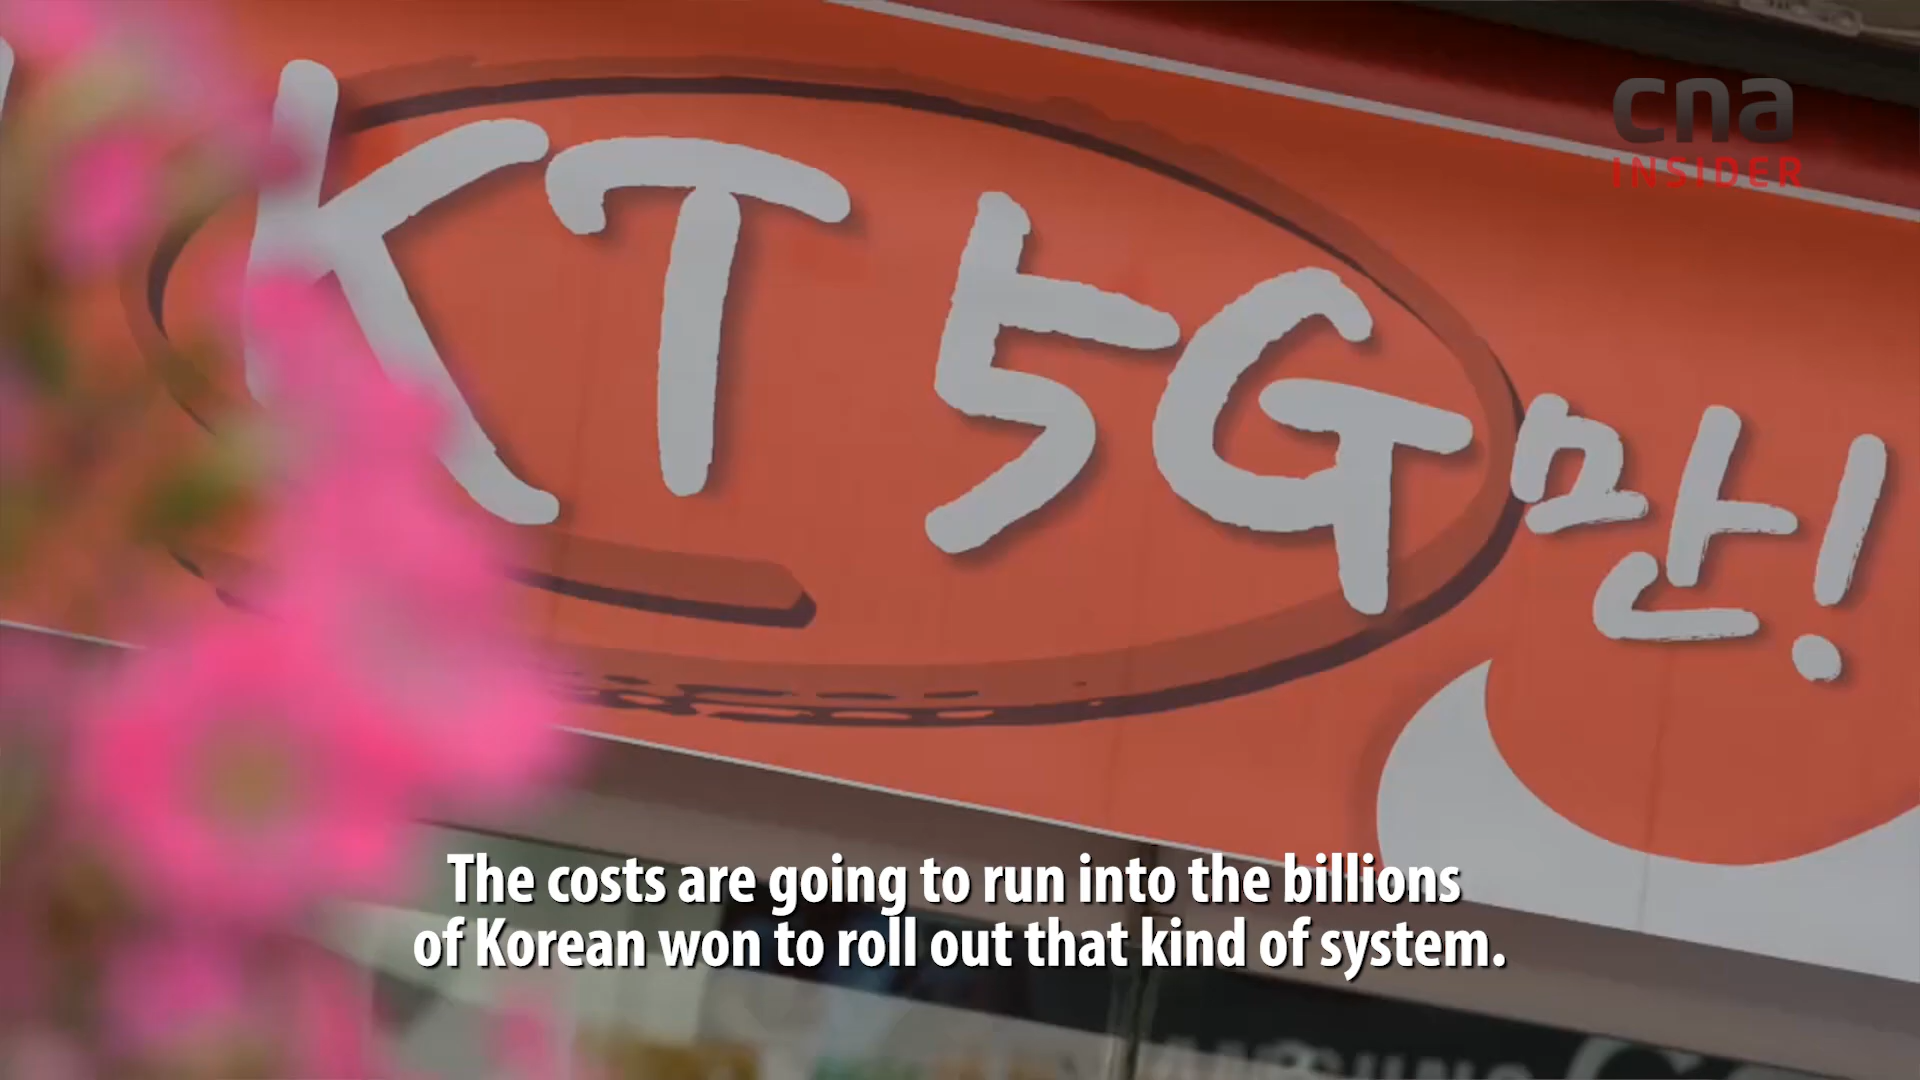 cna
INSIDER
KT 5G만!
The costs are going to run into the billions
of Korean won to roll out that kind of system.